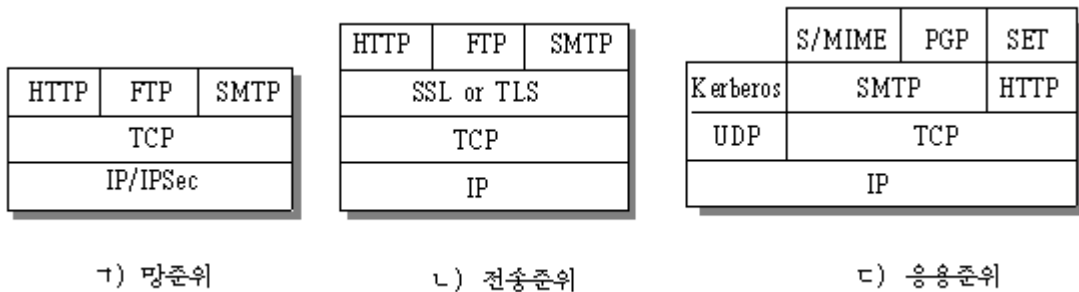 HTTP FTP SMTP
TCP
IP/IPSec
ㄱ) 망준위
HTTP FTP SMTP
SSL or TLS
TCP
IP
ㄴ) 전송준위
S/MIME PGP SET
Kerberos SMTP HTTP
UDP TCP
IP
ㄷ) 응용준위